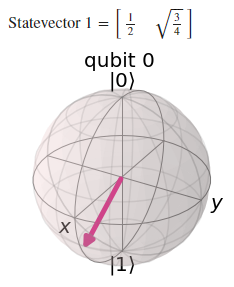 Statevector 1 = [ 1/2 √(3/4) ]
qubit 0
|0⟩
y
x
|1⟩